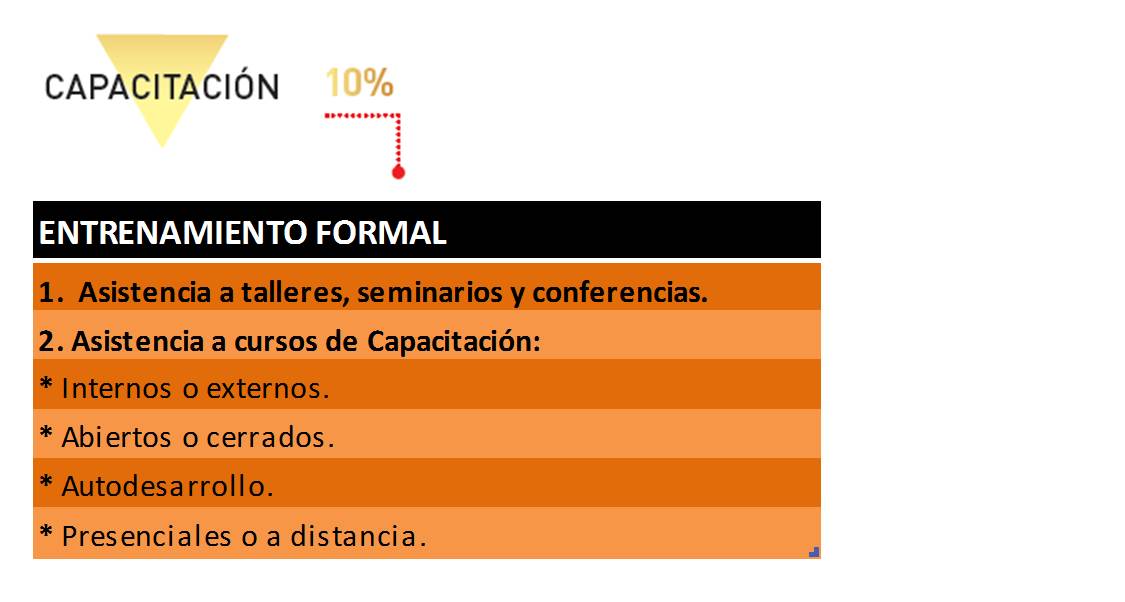 CAPACITACIÓN
10%
ENTRENAMIENTO FORMAL
1. Asistencia a talleres, seminarios y conferencias.
2. Asistencia a cursos de Capacitación:
* Internos o externos.
* Abiertos o cerrados.
* Autodesarrollo.
* Presenciales o a distancia.